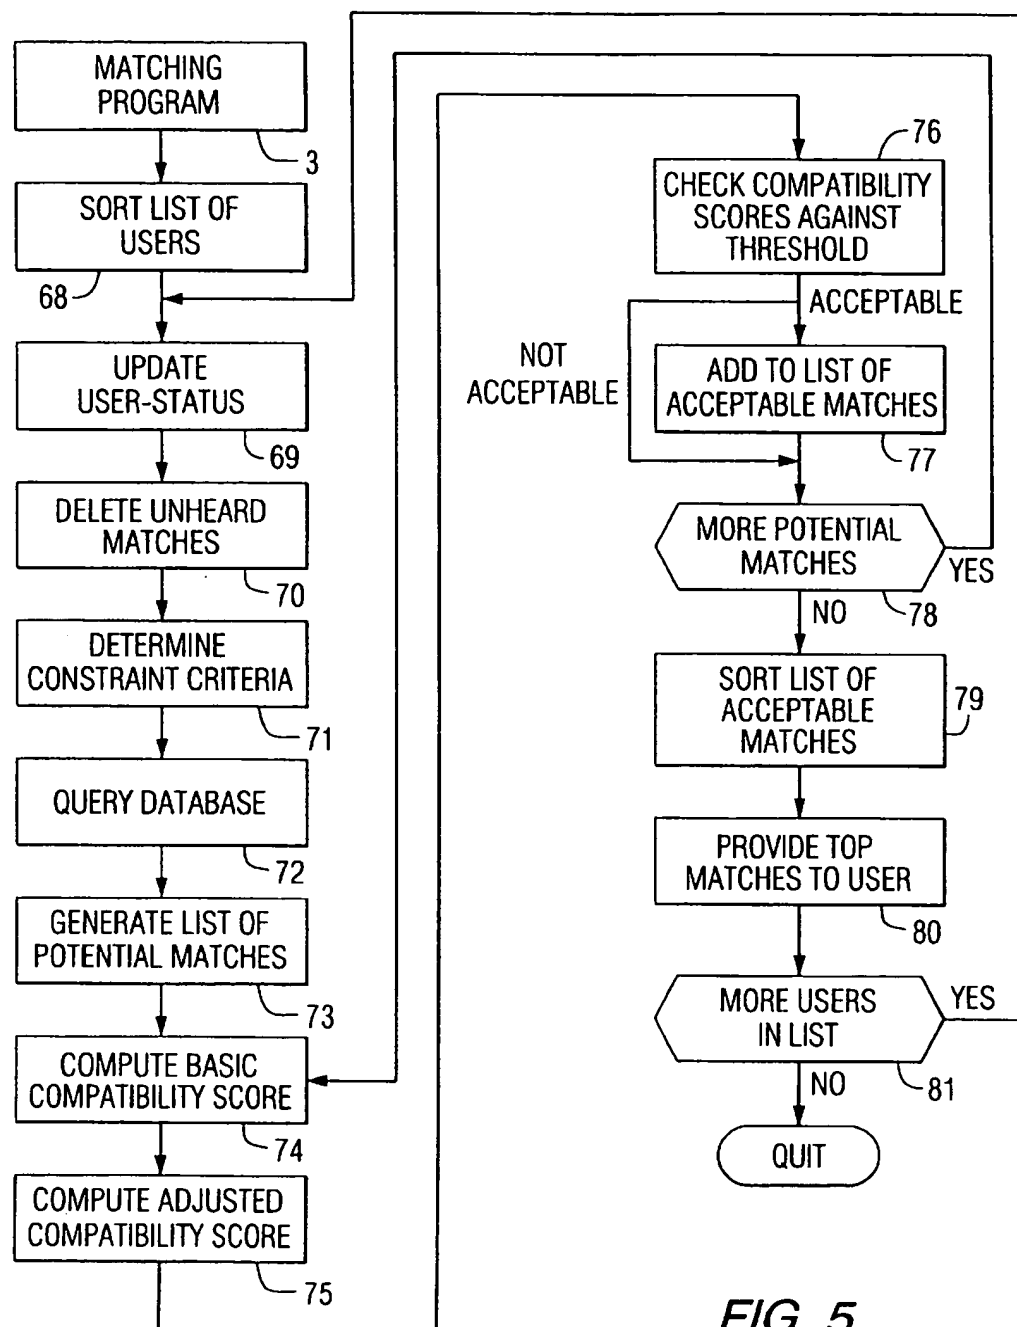 MATCHING
PROGRAM
3
SORT LIST OF
USERS
68
UPDATE
USER-STATUS
69
DELETE UNHEARD
MATCHES
70
DETERMINE
CONSTRAINT CRITERIA
71
QUERY DATABASE
72
GENERATE LIST OF
POTENTIAL MATCHES
73
COMPUTE BASIC
COMPATIBILITY SCORE
74
COMPUTE ADJUSTED
COMPATIBILITY SCORE
75
76
CHECK COMPATIBILITY
SCORES AGAINST
THRESHOLD
ACCEPTABLE
NOT
ACCEPTABLE
ADD TO LIST OF
ACCEPTABLE MATCHES
77
MORE POTENTIAL
MATCHES
YES
78
NO
SORT LIST OF
ACCEPTABLE
MATCHES
79
PROVIDE TOP
MATCHES TO USER
80
MORE USERS
IN LIST
YES
81
NO
QUIT
FIG. 5